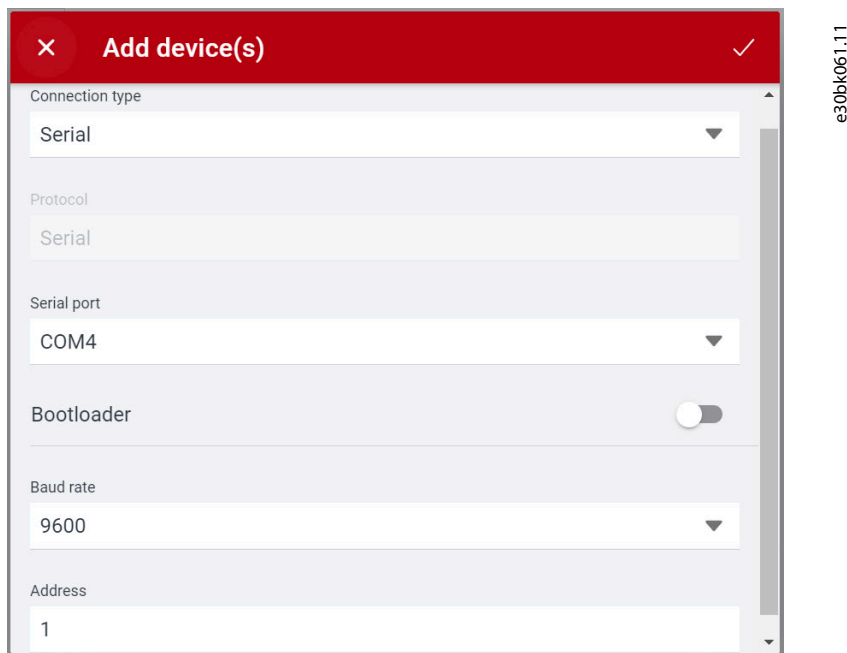 Add device(s)
Connection type
Serial
Protocol
Serial
Serial port
COM4
Bootloader
Baud rate
9600
Address
1
e30bk061.11